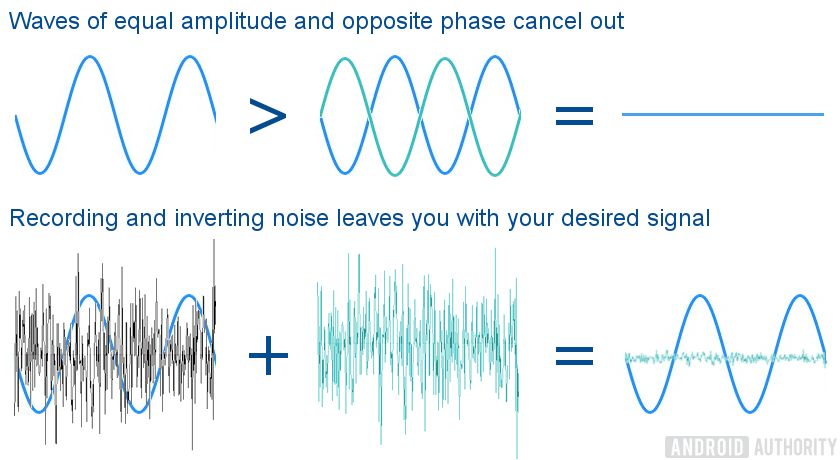 Waves of equal amplitude and opposite phase cancel out
> =
Recording and inverting noise leaves you with your desired signal
+ =
ANDROID AUTHORITY